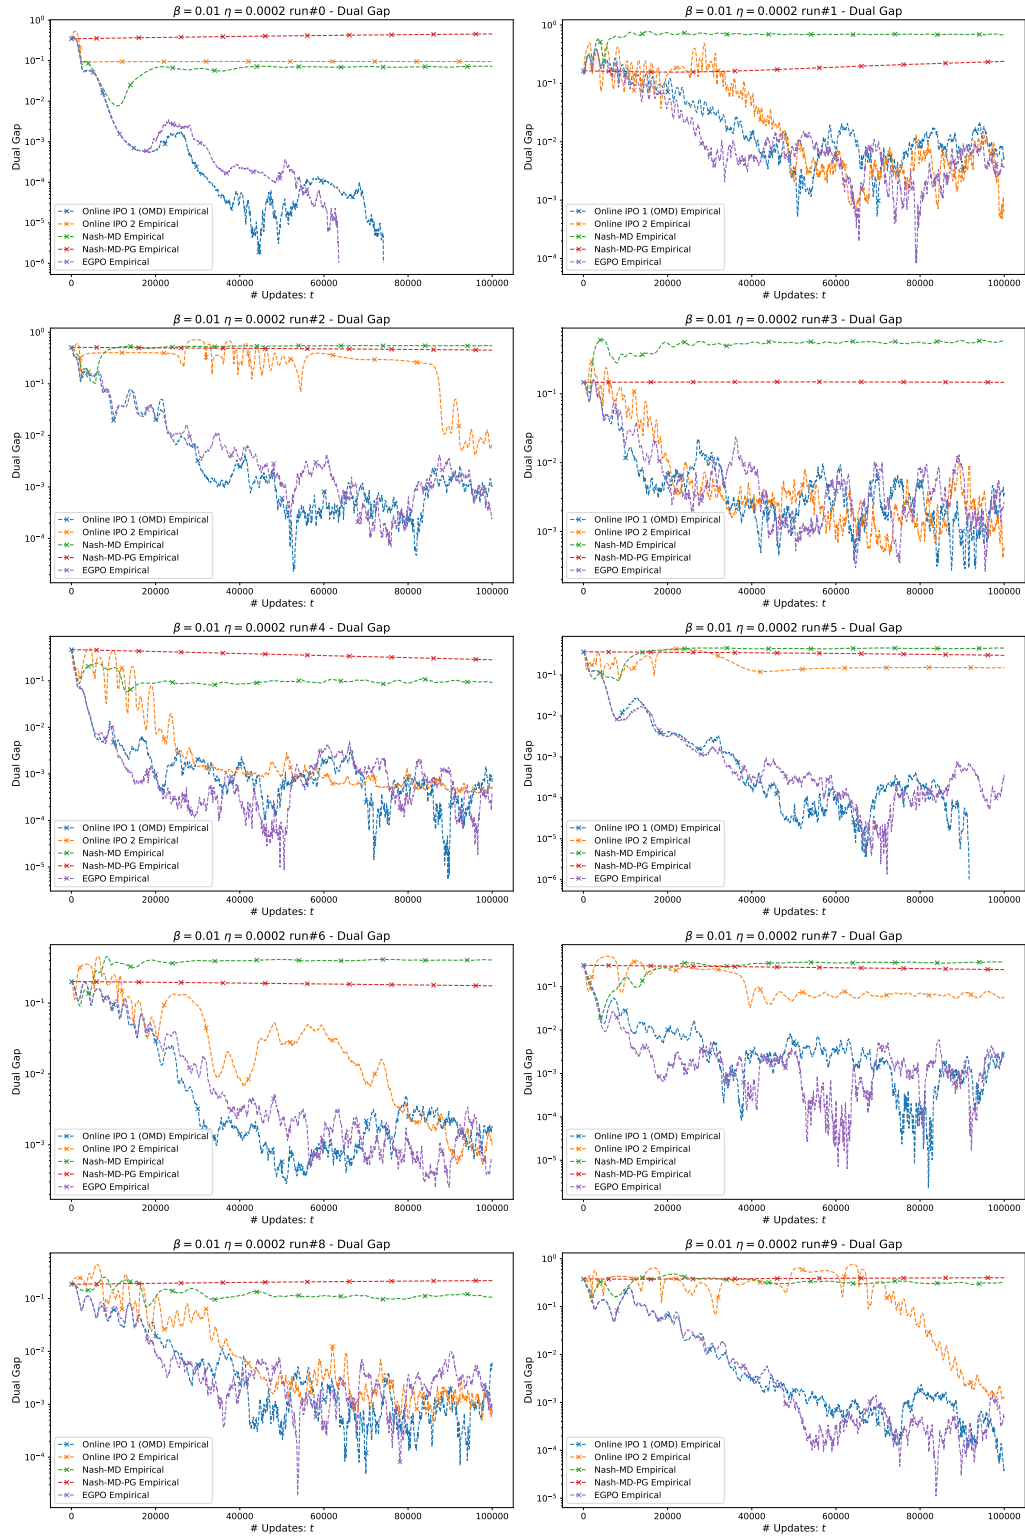 β = 0.01 η = 0.0002 run#0 - Dual Gap
Dual Gap
10⁰
10⁻¹
10⁻²
10⁻³
10⁻⁴
10⁻⁵
10⁻⁶
Online IPO 1 (OMD) Empirical
Online IPO 2 Empirical
Nash-MD Empirical
Nash-MD-PG Empirical
EGPO Empirical
0 20000 40000 60000 80000 100000
# Updates: t
β = 0.01 η = 0.0002 run#1 - Dual Gap
Dual Gap
10⁰
10⁻¹
10⁻²
10⁻³
10⁻⁴
Online IPO 1 (OMD) Empirical
Online IPO 2 Empirical
Nash-MD Empirical
Nash-MD-PG Empirical
EGPO Empirical
0 20000 40000 60000 80000 100000
# Updates: t
β = 0.01 η = 0.0002 run#2 - Dual Gap
Dual Gap
10⁰
10⁻¹
10⁻²
10⁻³
10⁻⁴
Online IPO 1 (OMD) Empirical
Online IPO 2 Empirical
Nash-MD Empirical
Nash-MD-PG Empirical
EGPO Empirical
0 20000 40000 60000 80000 100000
# Updates: t
β = 0.01 η = 0.0002 run#3 - Dual Gap
Dual Gap
10⁻¹
10⁻²
10⁻³
Online IPO 1 (OMD) Empirical
Online IPO 2 Empirical
Nash-MD Empirical
Nash-MD-PG Empirical
EGPO Empirical
0 20000 40000 60000 80000 100000
# Updates: t
β = 0.01 η = 0.0002 run#4 - Dual Gap
Dual Gap
10⁻¹
10⁻²
10⁻³
10⁻⁴
10⁻⁵
Online IPO 1 (OMD) Empirical
Online IPO 2 Empirical
Nash-MD Empirical
Nash-MD-PG Empirical
EGPO Empirical
0 20000 40000 60000 80000 100000
# Updates: t
β = 0.01 η = 0.0002 run#5 - Dual Gap
Dual Gap
10⁰
10⁻¹
10⁻²
10⁻³
10⁻⁴
10⁻⁵
10⁻⁶
Online IPO 1 (OMD) Empirical
Online IPO 2 Empirical
Nash-MD Empirical
Nash-MD-PG Empirical
EGPO Empirical
0 20000 40000 60000 80000 100000
# Updates: t
β = 0.01 η = 0.0002 run#6 - Dual Gap
Dual Gap
10⁻¹
10⁻²
10⁻³
Online IPO 1 (OMD) Empirical
Online IPO 2 Empirical
Nash-MD Empirical
Nash-MD-PG Empirical
EGPO Empirical
0 20000 40000 60000 80000 100000
# Updates: t
β = 0.01 η = 0.0002 run#7 - Dual Gap
Dual Gap
10⁻¹
10⁻²
10⁻³
10⁻⁴
10⁻⁵
Online IPO 1 (OMD) Empirical
Online IPO 2 Empirical
Nash-MD Empirical
Nash-MD-PG Empirical
EGPO Empirical
0 20000 40000 60000 80000 100000
# Updates: t
β = 0.01 η = 0.0002 run#8 - Dual Gap
Dual Gap
10⁻¹
10⁻²
10⁻³
10⁻⁴
Online IPO 1 (OMD) Empirical
Online IPO 2 Empirical
Nash-MD Empirical
Nash-MD-PG Empirical
EGPO Empirical
0 20000 40000 60000 80000 100000
# Updates: t
β = 0.01 η = 0.0002 run#9 - Dual Gap
Dual Gap
10⁰
10⁻¹
10⁻²
10⁻³
10⁻⁴
10⁻⁵
Online IPO 1 (OMD) Empirical
Online IPO 2 Empirical
Nash-MD Empirical
Nash-MD-PG Empirical
EGPO Empirical
0 20000 40000 60000 80000 100000
# Updates: t